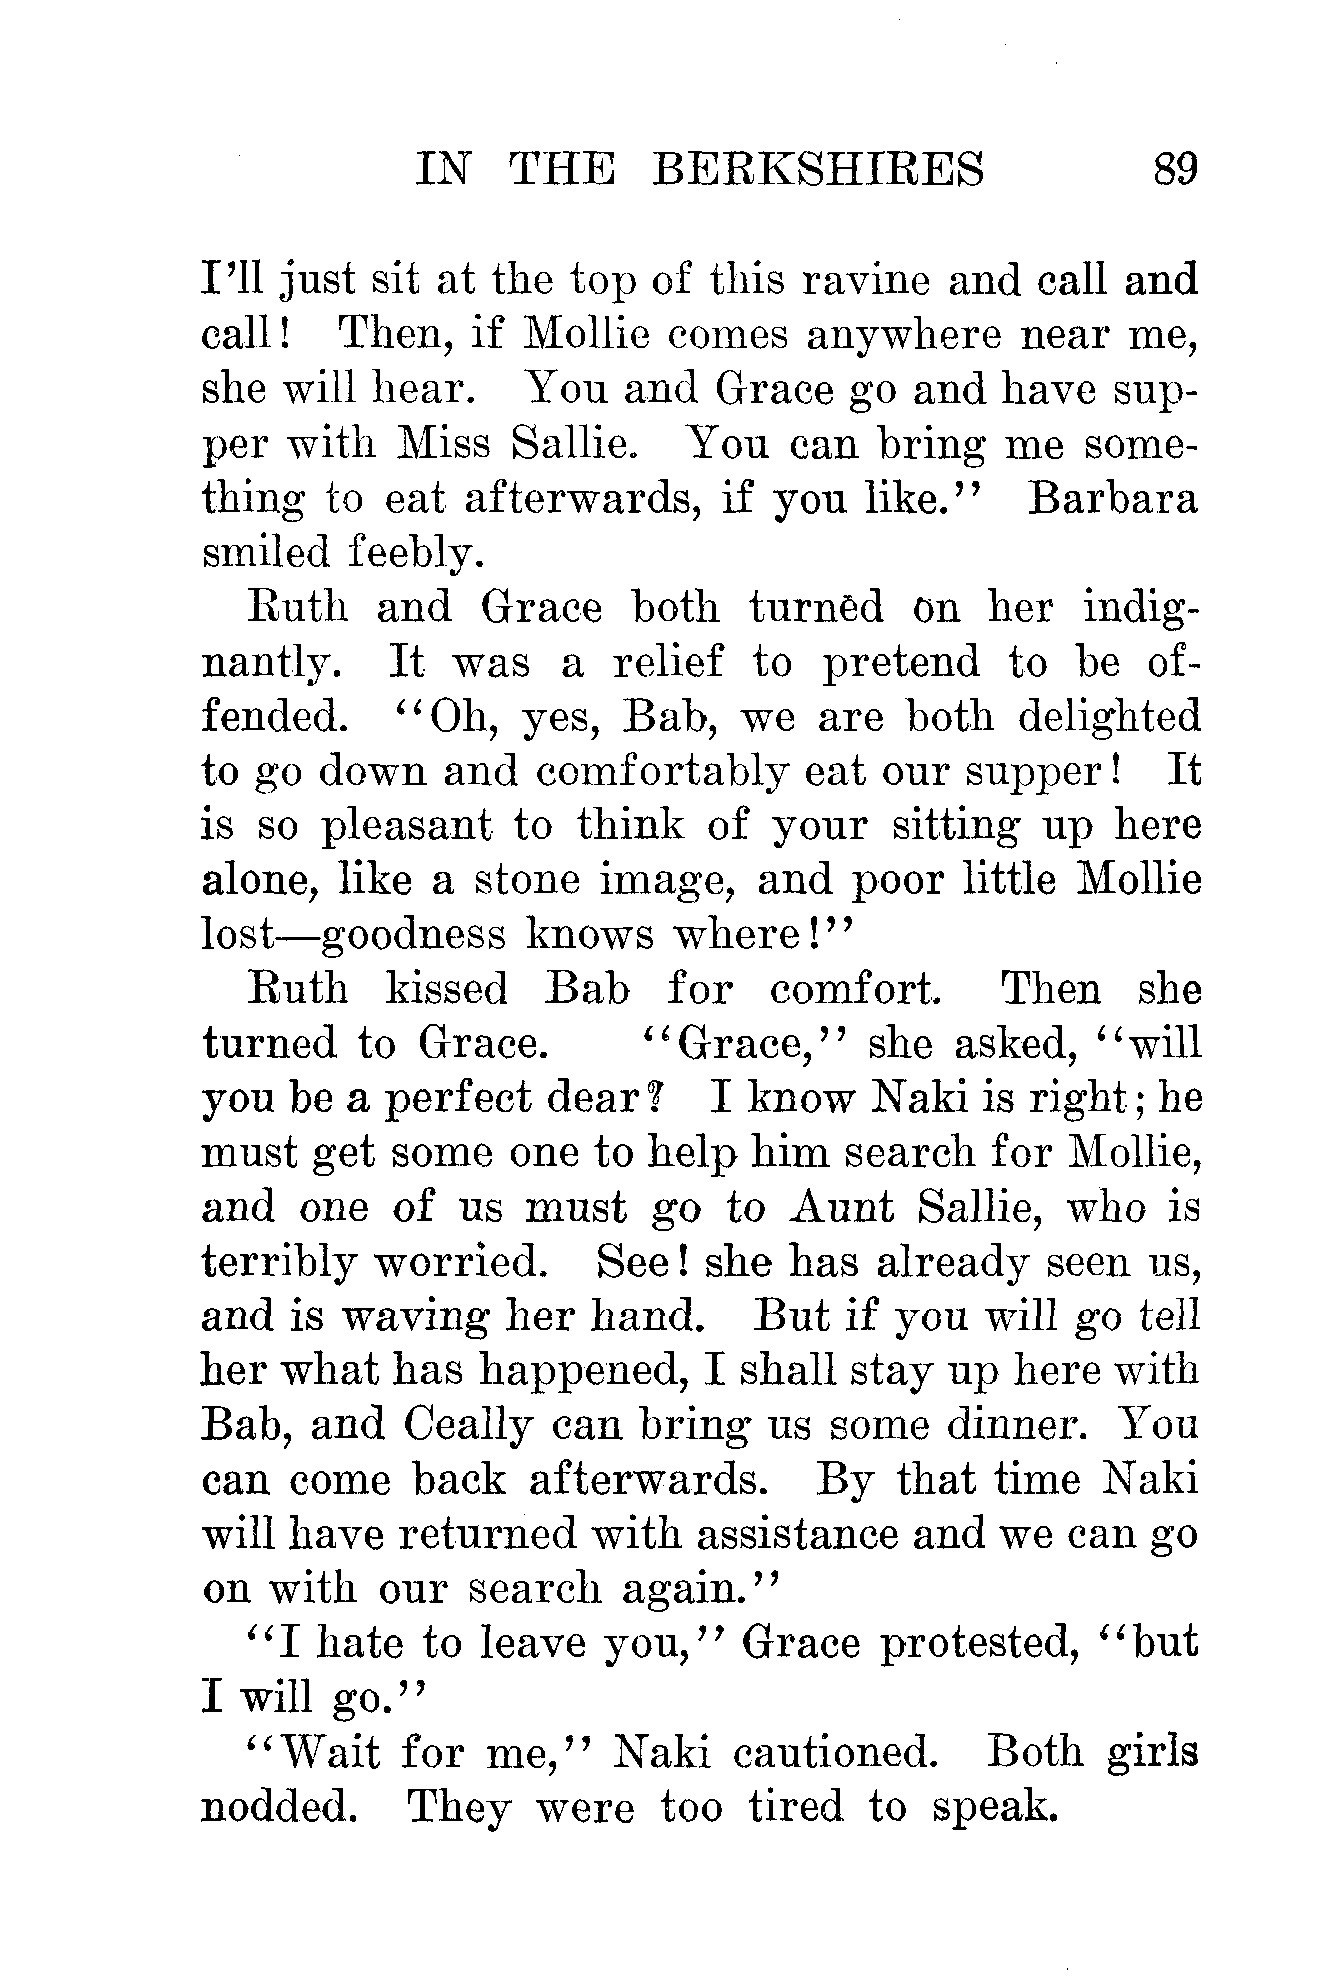 IN THE BERKSHIRES 89
I'll just sit at the top of this ravine and call and
call! Then, if Mollie comes anywhere near me,
she will hear. You and Grace go and have sup-
per with Miss Sallie. You can bring me some-
thing to eat afterwards, if you like.'' Barbara
smiled feebly.
Ruth and Grace both turned on her indig-
nantly. It was a relief to pretend to be of-
fended. ''Oh, yes, Bab, we are both delighted
to go down and comfortably eat our supper! It
is so pleasant to think of your sitting up here
alone, like a stone image, and poor little Mollie
lost—goodness knows where!''
Ruth kissed Bab for comfort. Then she
turned to Grace. ''Grace,'' she asked, ''will
you be a perfect dear? I know Naki is right; he
must get some one to help him search for Mollie,
and one of us must go to Aunt Sallie, who is
terribly worried. See! she has already seen us,
and is waving her hand. But if you will go tell
her what has happened, I shall stay up here with
Bab, and Ceally can bring us some dinner. You
can come back afterwards. By that time Naki
will have returned with assistance and we can go
on with our search again.''
''I hate to leave you,'' Grace protested, ''but
I will go.''
''Wait for me,'' Naki cautioned. Both girls
nodded. They were too tired to speak.